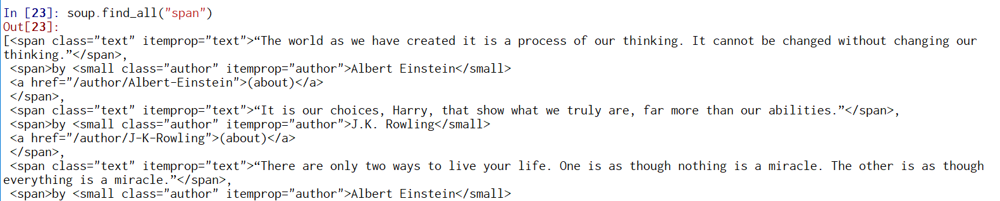 In [23]: soup.find_all("span")
Out[23]:
[<span class="text" itemprop="text">“The world as we have created it is a process of our thinking. It cannot be changed without changing our
thinking.”</span>,
<span>by <small class="author" itemprop="author">Albert Einstein</small>
<a href="/author/Albert-Einstein">(about)</a>
</span>,
<span class="text" itemprop="text">“It is our choices, Harry, that show what we truly are, far more than our abilities.”</span>,
<span>by <small class="author" itemprop="author">J.K. Rowling</small>
<a href="/author/J-K-Rowling">(about)</a>
</span>,
<span class="text" itemprop="text">“There are only two ways to live your life. One is as though nothing is a miracle. The other is as though
everything is a miracle.”</span>,
<span>by <small class="author" itemprop="author">Albert Einstein</small>